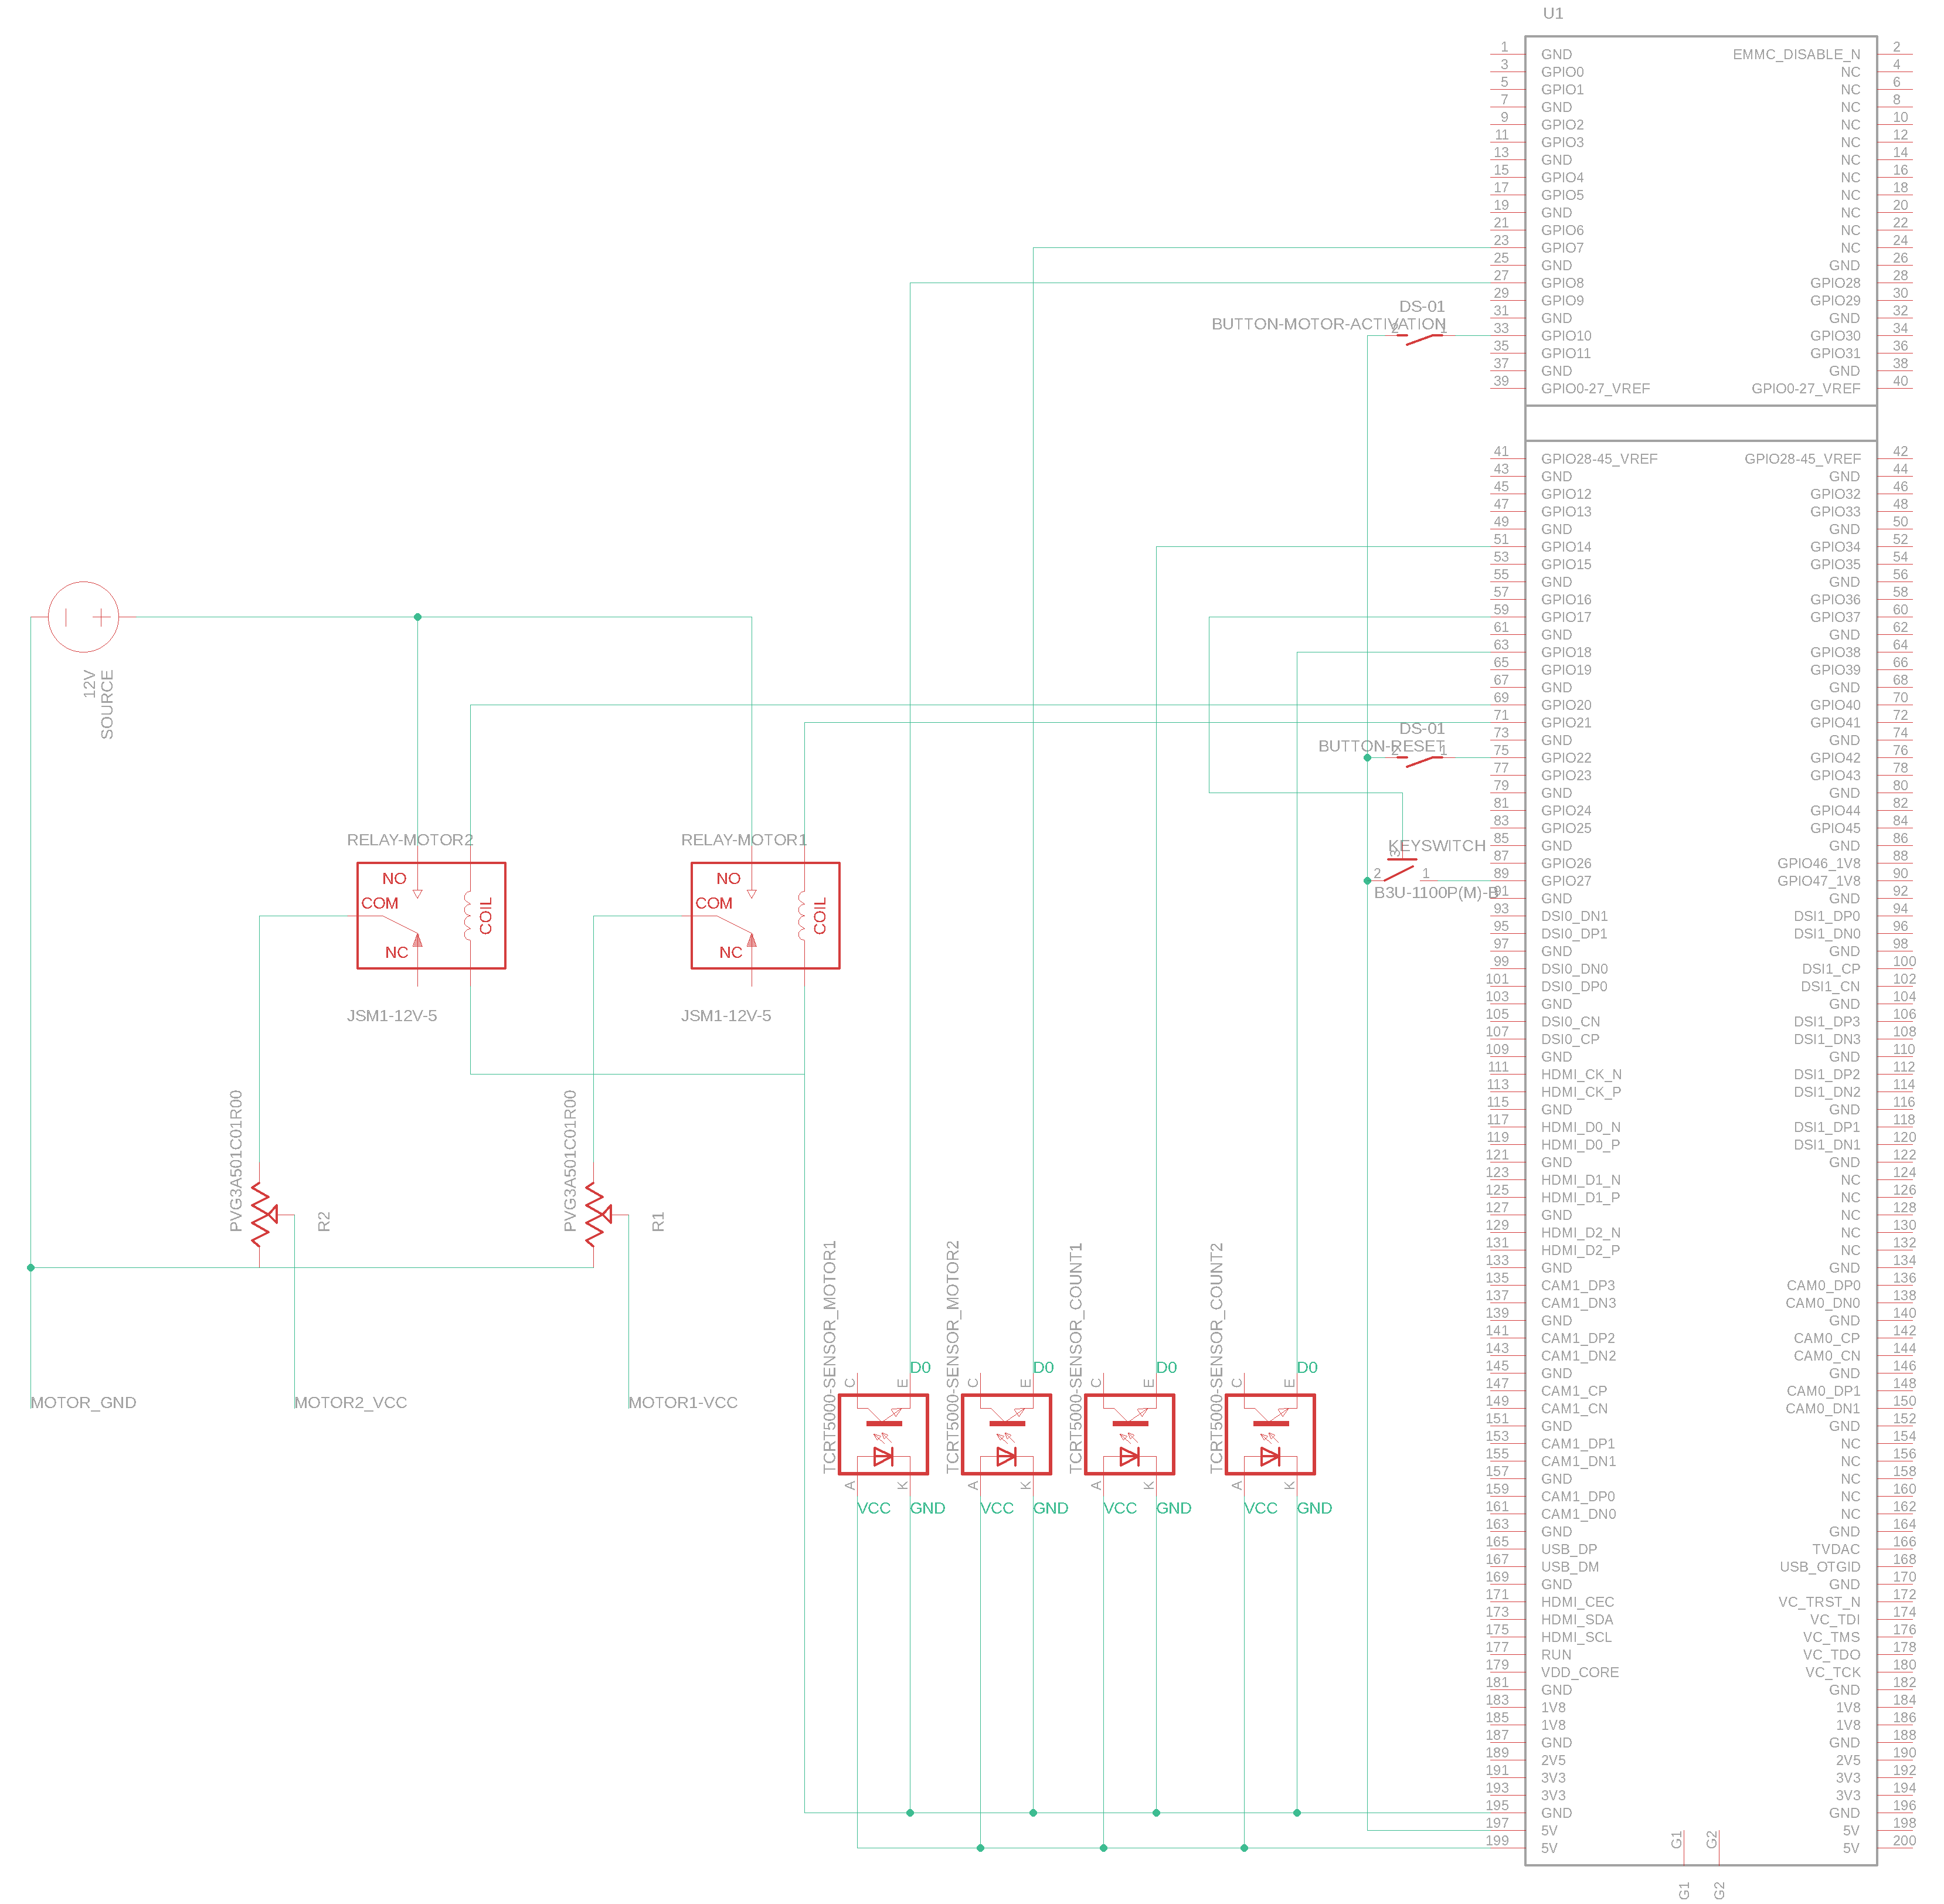 U1
1 GND EMMC_DISABLE_N 2
3 GPIO0 NC 4
5 GPIO1 NC 6
7 GND NC 8
9 GPIO2 NC 10
11 GPIO3 NC 12
13 GND NC 14
15 GPIO4 NC 16
17 GPIO5 NC 18
19 GND NC 20
21 GPIO6 NC 22
23 GPIO7 NC 24
25 GND GND 26
27 GPIO8 GPIO28 28
29 GPIO9 GPIO29 30
31 GND GND 32
33 GPIO10 GPIO30 34
35 GPIO11 GPIO31 36
37 GND GND 38
39 GPIO0-27_VREF GPIO0-27_VREF 40
41 GPIO28-45_VREF GPIO28-45_VREF 42
43 GND GND 44
45 GPIO12 GPIO32 46
47 GPIO13 GPIO33 48
49 GND GND 50
51 GPIO14 GPIO34 52
53 GPIO15 GPIO35 54
55 GND GND 56
57 GPIO16 GPIO36 58
59 GPIO17 GPIO37 60
61 GND GND 62
63 GPIO18 GPIO38 64
65 GPIO19 GPIO39 66
67 GND GND 68
69 GPIO20 GPIO40 70
71 GPIO21 GPIO41 72
73 GND GND 74
75 GPIO22 GPIO42 76
77 GPIO23 GPIO43 78
79 GND GND 80
81 GPIO24 GPIO44 82
83 GPIO25 GPIO45 84
85 GND GND 86
87 GPIO26 GPIO46_1V8 88
89 GPIO27 GPIO47_1V8 90
91 GND GND 92
93 DSI0_DN1 DSI1_DP0 94
95 DSI0_DP1 DSI1_DN0 96
97 GND GND 98
99 DSI0_DN0 DSI1_CP 100
101 DSI0_DP0 DSI1_CN 102
103 GND GND 104
105 DSI0_CN DSI1_DP3 106
107 DSI0_CP DSI1_DN3 108
109 GND GND 110
111 HDMI_CK_N DSI1_DP2 112
113 HDMI_CK_P DSI1_DN2 114
115 GND GND 116
117 HDMI_D0_N DSI1_DP1 118
119 HDMI_D0_P DSI1_DN1 120
121 GND GND 122
123 HDMI_D1_N NC 124
125 HDMI_D1_P NC 126
127 GND NC 128
129 HDMI_D2_N NC 130
131 HDMI_D2_P NC 132
133 GND GND 134
135 CAM1_DP3 CAM0_DP0 136
137 CAM1_DN3 CAM0_DN0 138
139 GND GND 140
141 CAM1_DP2 CAM0_CP 142
143 CAM1_DN2 CAM0_CN 144
145 GND GND 146
147 CAM1_CP CAM0_DP1 148
149 CAM1_CN CAM0_DN1 150
151 GND GND 152
153 CAM1_DP1 NC 154
155 CAM1_DN1 NC 156
157 GND NC 158
159 CAM1_DP0 NC 160
161 CAM1_DN0 NC 162
163 GND GND 164
165 USB_DP TVDAC 166
167 USB_DM USB_OTGID 168
169 GND GND 170
171 HDMI_CEC VC_TRST_N 172
173 HDMI_SDA VC_TDI 174
175 HDMI_SCL VC_TMS 176
177 RUN VC_TDO 178
179 VDD_CORE VC_TCK 180
181 GND GND 182
183 1V8 1V8 184
185 1V8 1V8 186
187 GND GND 188
189 2V5 2V5 190
191 3V3 3V3 192
193 3V3 3V3 194
195 GND GND 196
197 5V 5V 198
199 5V 5V 200
G1 G2
G1 G2
DS-01
BUTTON-MOTOR-ACTIVATION
2 1
DS-01
BUTTON-RESET
2 1
KEYSWITCH
3
2 1
B3U-1100P(M)-B
12V
SOURCE
RELAY-MOTOR2
NO
COM
NC
COIL
JSM1-12V-5
RELAY-MOTOR1
NO
COM
NC
COIL
JSM1-12V-5
PVG3A501C01R00
R2
PVG3A501C01R00
R1
MOTOR_GND
MOTOR2_VCC
MOTOR1-VCC
TCRT5000-SENSOR_MOTOR1
D0
C E
A K
VCC GND
TCRT5000-SENSOR_MOTOR2
D0
C E
A K
VCC GND
TCRT5000-SENSOR_COUNT1
D0
C E
A K
VCC GND
TCRT5000-SENSOR_COUNT2
D0
C E
A K
VCC GND